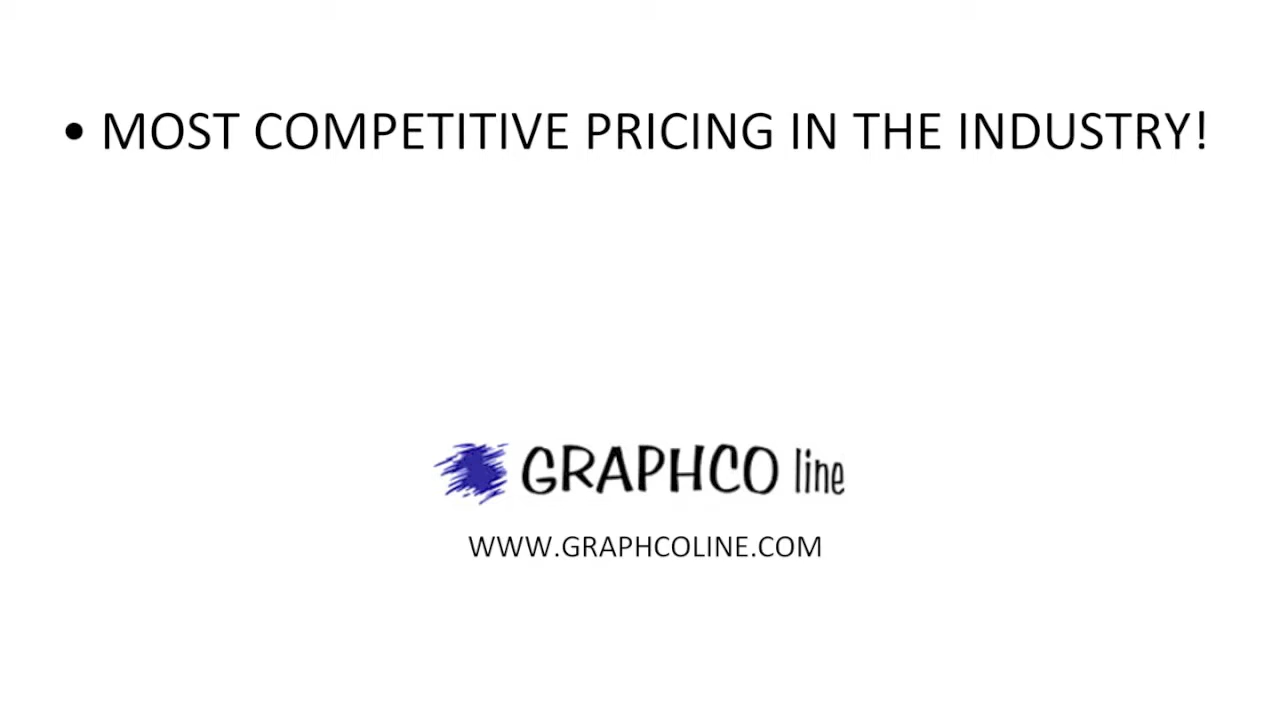 • MOST COMPETITIVE PRICING IN THE INDUSTRY!
GRAPHCO line
WWW.GRAPHCOLINE.COM